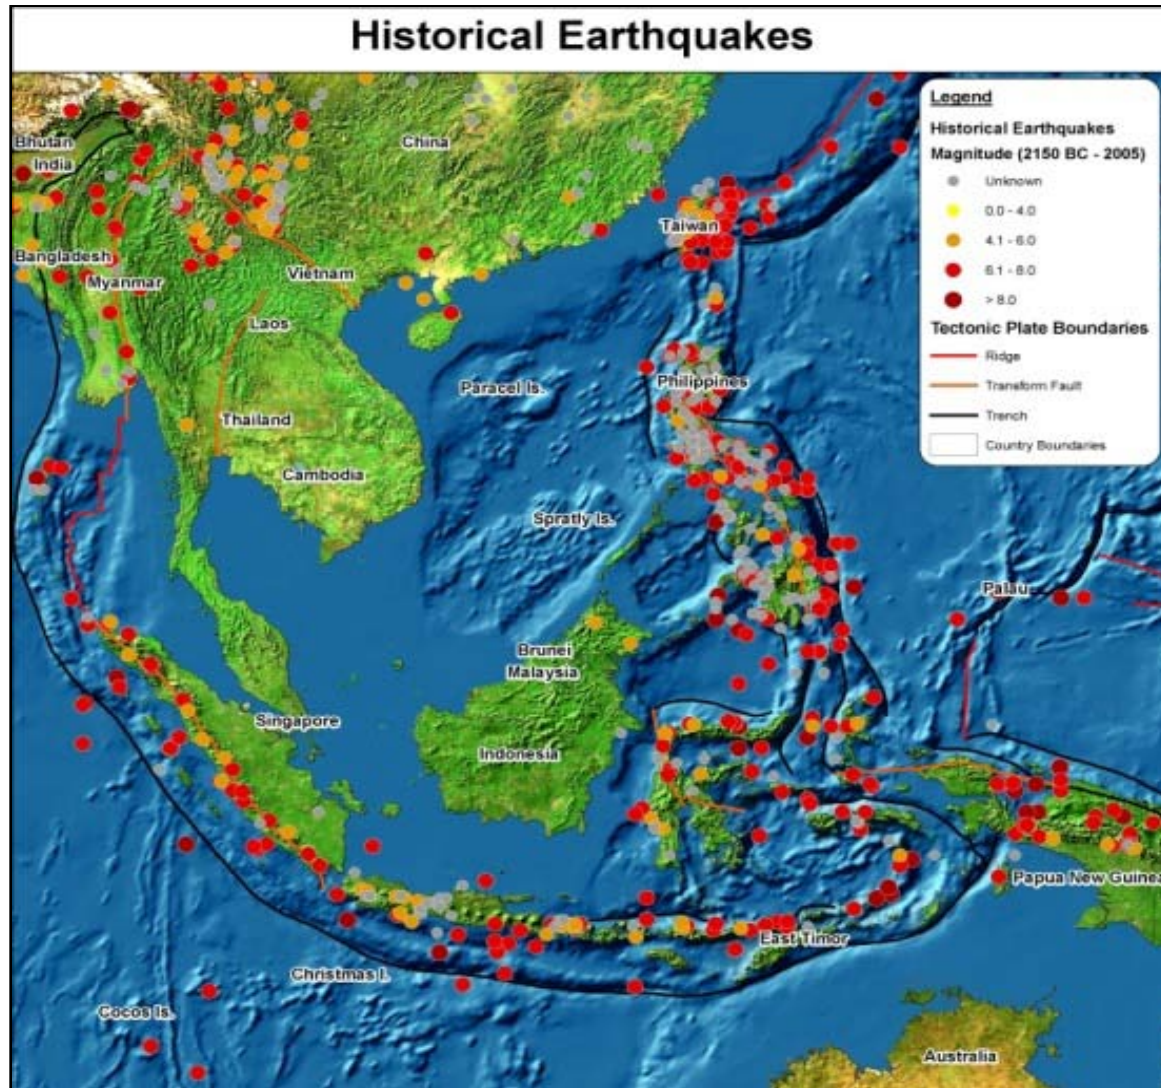 Historical Earthquakes
Legend
Historical Earthquakes
Magnitude (2150 BC - 2005)
Unknown
0.0 - 4.0
4.1 - 6.0
6.1 - 8.0
> 8.0
Tectonic Plate Boundaries
Ridge
Transform Fault
Trench
Country Boundaries
Bhutan
India
China
Bangladesh
Myanmar
Vietnam
Taiwan
Laos
Paracel Is.
Philippines
Thailand
Cambodia
Spratly Is.
Palau
Brunei
Malaysia
Singapore
Indonesia
Papua New Guinea
East Timor
Christmas I.
Cocos Is.
Australia